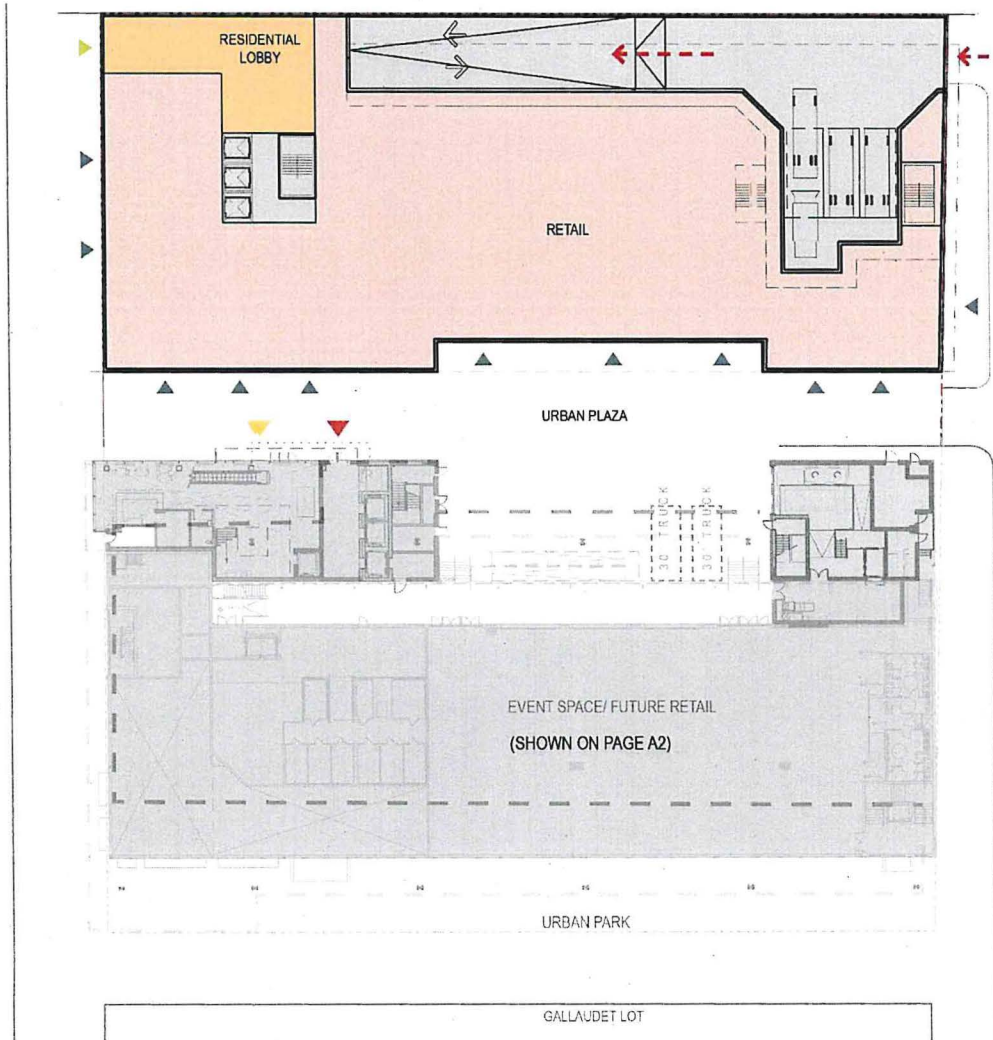 RESIDENTIAL
LOBBY
RETAIL
URBAN PLAZA
30' TRUCK
30' TRUCK
EVENT SPACE/ FUTURE RETAIL
(SHOWN ON PAGE A2)
URBAN PARK
GALLAUDET LOT